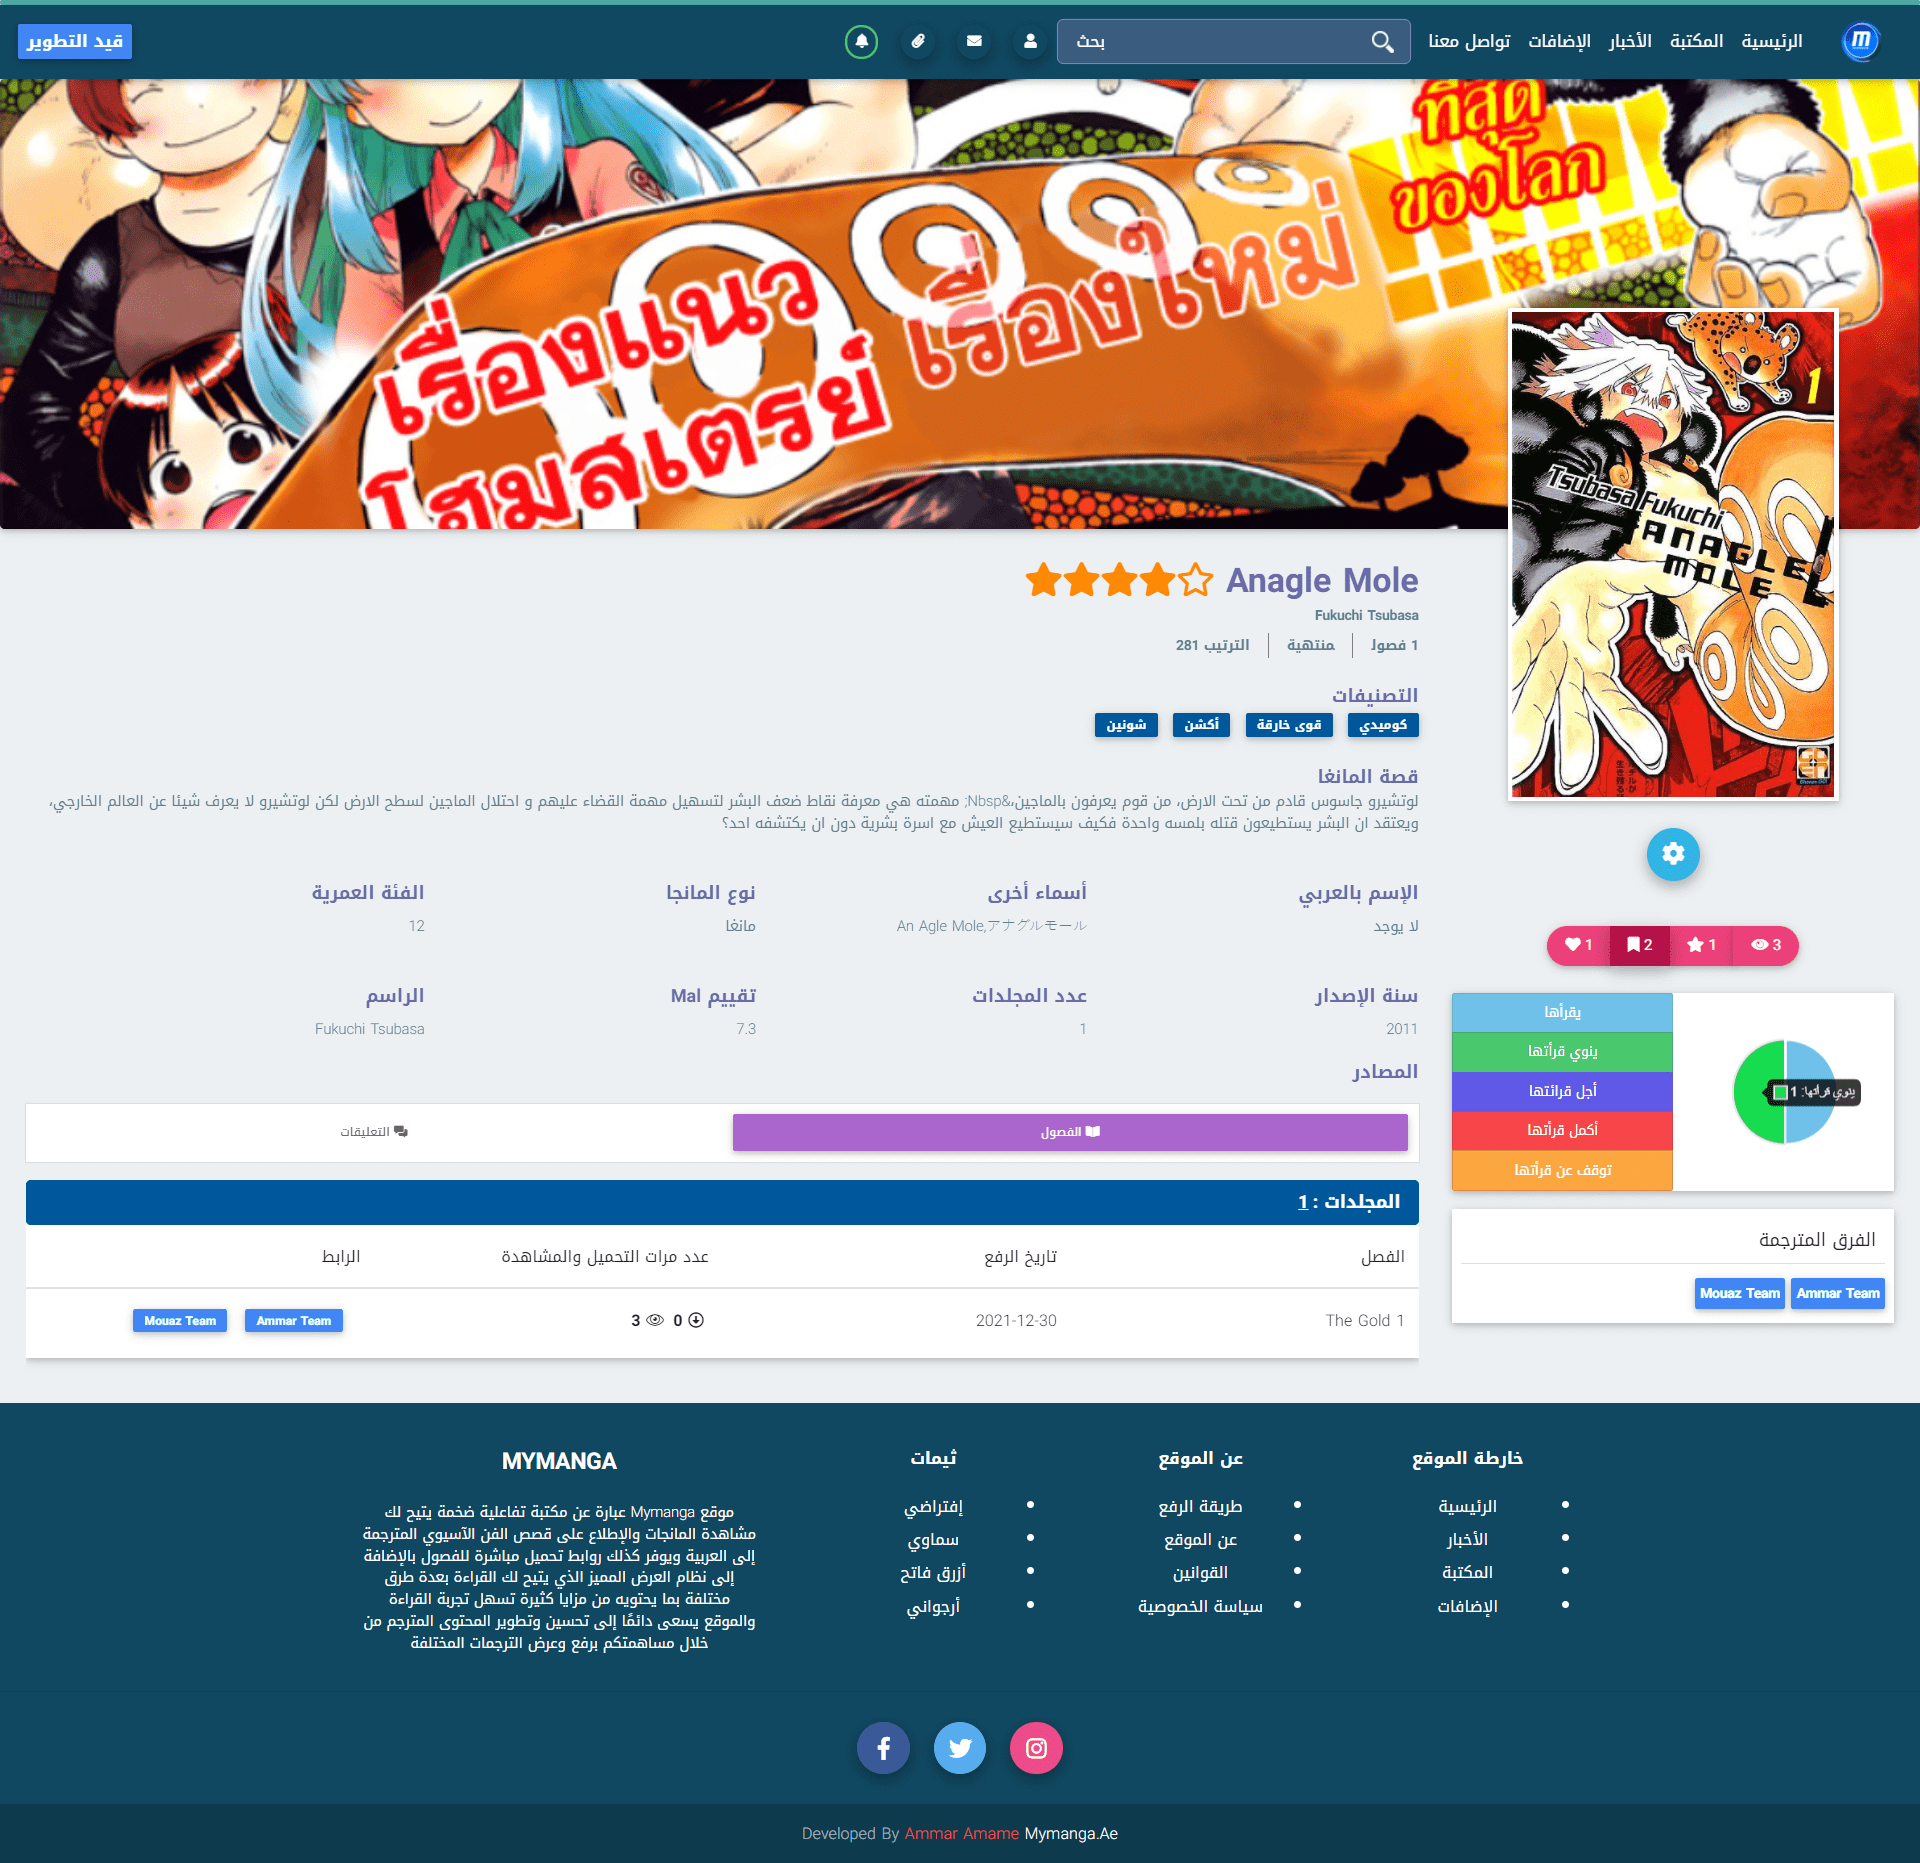 الرئيسية
المكتبة
الأخبار
الإضافات
تواصل معنا
بحث
قيد التطوير
ที่สุด
ของโลก
เรื่องแนว
โฮมสเตรย์
เรื่องใหม่
1
Tsubasa Fukuchi
ANAGLE
MOLE
Anagle Mole
Fukuchi Tsubasa
1 فصول
منتهية
الترتيب 281
التصنيفات
كوميدي
قوى خارقة
أكشن
شونين
قصة المانغا
لوتشيرو جاسوس قادم من تحت الارض، من قوم يعرفون بالماجين،&Nbsp; مهمته هي معرفة نقاط ضعف البشر لتسهيل مهمة القضاء عليهم و احتلال الماجين لسطح الارض لكن لوتشيرو لا يعرف شيئا عن العالم الخارجي،
ويعتقد ان البشر يستطيعون قتله بلمسه واحدة فكيف سيستطيع العيش مع اسرة بشرية دون ان يكتشفه احد؟
الإسم بالعربي
لا يوجد
أسماء أخرى
An Agle Mole,アナグルモール
نوع المانجا
مانغا
الفئة العمرية
12
سنة الإصدار
2011
عدد المجلدات
1
تقييم Mal
7.3
الراسم
Fukuchi Tsubasa
المصادر
3
1
2
1
يقرأها
ينوي قرأتها
أجل قرائتها
أكمل قرأتها
توقف عن قرأتها
ينوي قرأتها: 1
الفرق المترجمة
Ammar Team
Mouaz Team
الفصول
التعليقات
المجلدات : 1
الفصل
تاريخ الرفع
عدد مرات التحميل والمشاهدة
الرابط
The Gold 1
2021-12-30
0
3
Ammar Team
Mouaz Team
خارطة الموقع
الرئيسية
الأخبار
المكتبة
الإضافات
عن الموقع
طريقة الرفع
عن الموقع
القوانين
سياسة الخصوصية
ثيمات
إفتراضي
سماوي
أزرق فاتح
أرجواني
MYMANGA
موقع Mymanga عبارة عن مكتبة تفاعلية ضخمة يتيح لك
مشاهدة المانجات والإطلاع على قصص الفن الآسيوي المترجمة
إلى العربية ويوفر كذلك روابط تحميل مباشرة للفصول بالإضافة
إلى نظام العرض المميز الذي يتيح لك القراءة بعدة طرق
مختلفة بما يحتويه من مزايا كثيرة تسهل تجربة القراءة
والموقع يسعى دائمًا إلى تحسين وتطوير المحتوى المترجم من
خلال مساهمتكم برفع وعرض الترجمات المختلفة
Developed By Ammar Amame Mymanga.Ae